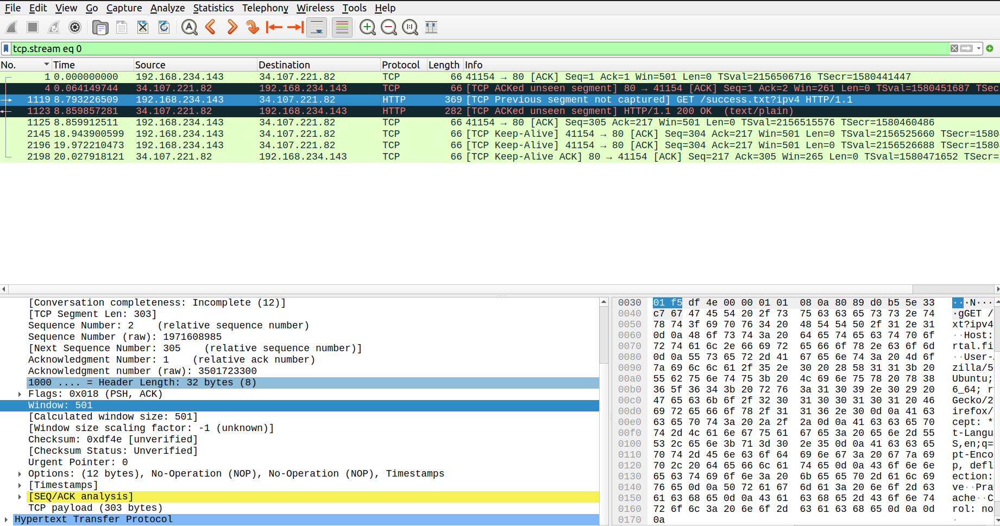 File Edit View Go Capture Analyze Statistics Telephony Wireless Tools Help
tcp.stream eq 0
No. Time Source Destination Protocol Length Info
1 0.000000000 192.168.234.143 34.107.221.82 TCP 66 41154 → 80 [ACK] Seq=1 Ack=1 Win=501 Len=0 TSval=2156506716 TSecr=1580441447
4 0.064149744 34.107.221.82 192.168.234.143 TCP 66 [TCP ACKed unseen segment] 80 → 41154 [ACK] Seq=1 Ack=2 Win=261 Len=0 TSval=1580451687 TSec
1119 8.793226509 192.168.234.143 34.107.221.82 HTTP 369 [TCP Previous segment not captured] GET /success.txt?ipv4 HTTP/1.1
1123 8.859857281 34.107.221.82 192.168.234.143 HTTP 282 [TCP ACKed unseen segment] HTTP/1.1 200 OK (text/plain)
1125 8.859912511 192.168.234.143 34.107.221.82 TCP 66 41154 → 80 [ACK] Seq=305 Ack=217 Win=501 Len=0 TSval=2156515576 TSecr=1580460486
2145 18.943900599 192.168.234.143 34.107.221.82 TCP 66 [TCP Keep-Alive] 41154 → 80 [ACK] Seq=304 Ack=217 Win=501 Len=0 TSval=2156525660 TSecr=1580
2196 19.972210473 192.168.234.143 34.107.221.82 TCP 66 [TCP Keep-Alive] 41154 → 80 [ACK] Seq=304 Ack=217 Win=501 Len=0 TSval=2156526688 TSecr=1580
2198 20.027918121 34.107.221.82 192.168.234.143 TCP 66 [TCP Keep-Alive ACK] 80 → 41154 [ACK] Seq=217 Ack=305 Win=265 Len=0 TSval=1580471652 TSecr=
[Conversation completeness: Incomplete (12)]
[TCP Segment Len: 303]
Sequence Number: 2 (relative sequence number)
Sequence Number (raw): 1971608985
[Next Sequence Number: 305 (relative sequence number)]
Acknowledgment Number: 1 (relative ack number)
Acknowledgment number (raw): 3501723300
1000 .... = Header Length: 32 bytes (8)
Flags: 0x018 (PSH, ACK)
Window: 501
[Calculated window size: 501]
[Window size scaling factor: -1 (unknown)]
Checksum: 0xdf4e [unverified]
[Checksum Status: Unverified]
Urgent Pointer: 0
Options: (12 bytes), No-Operation (NOP), No-Operation (NOP), Timestamps
[Timestamps]
[SEQ/ACK analysis]
TCP payload (303 bytes)
Hypertext Transfer Protocol
0030 01 f5 df 4e 00 00 01 01 08 0a 80 89 d0 b5 5e 33 ···N···
0040 c7 67 47 45 54 20 2f 73 75 63 63 65 73 73 2e 74 ·gGET /
0050 78 74 3f 69 70 76 34 20 48 54 54 50 2f 31 2e 31 xt?ipv4
0060 0d 0a 48 6f 73 74 3a 20 64 65 74 65 63 74 70 6f ··Host:
0070 72 74 61 6c 2e 66 69 72 65 66 6f 78 2e 63 6f 6d rtal.fi
0080 0d 0a 55 73 65 72 2d 41 67 65 6e 74 3a 20 4d 6f ··User-
0090 7a 69 6c 6c 61 2f 35 2e 30 20 28 58 31 31 3b 20 zilla/5
00a0 55 62 75 6e 74 75 3b 20 4c 69 6e 75 78 20 78 38 Ubuntu;
00b0 36 5f 36 34 3b 20 72 76 3a 31 30 39 2e 30 29 20 6_64; r
00c0 47 65 63 6b 6f 2f 32 30 31 30 30 31 30 31 20 46 Gecko/2
00d0 69 72 65 66 6f 78 2f 31 31 36 2e 30 0d 0a 41 63 irefox/
00e0 63 65 70 74 3a 20 2a 2f 2a 0d 0a 41 63 63 65 70 cept: *
00f0 74 2d 4c 61 6e 67 75 61 67 65 3a 20 65 6e 2d 55 t-Langu
0100 53 2c 65 6e 3b 71 3d 30 2e 35 0d 0a 41 63 63 65 S,en;q=
0110 70 74 2d 45 6e 63 6f 64 69 6e 67 3a 20 67 7a 69 pt-Enco
0120 70 2c 20 64 65 66 6c 61 74 65 0d 0a 43 6f 6e 6e p, defl
0130 65 63 74 69 6f 6e 3a 20 6b 65 65 70 2d 61 6c 69 ection:
0140 76 65 0d 0a 50 72 61 67 6d 61 3a 20 6e 6f 2d 63 ve··Pra
0150 61 63 68 65 0d 0a 43 61 63 68 65 2d 43 6f 6e 74 ache··C
0160 72 6f 6c 3a 20 6e 6f 2d 63 61 63 68 65 0d 0a 0d rol: no
0170 0a ·